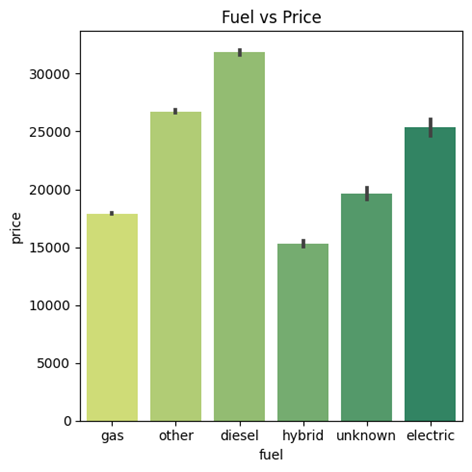 Fuel vs Price
price
30000
25000
20000
15000
10000
5000
0
gas other diesel hybrid unknown electric
fuel